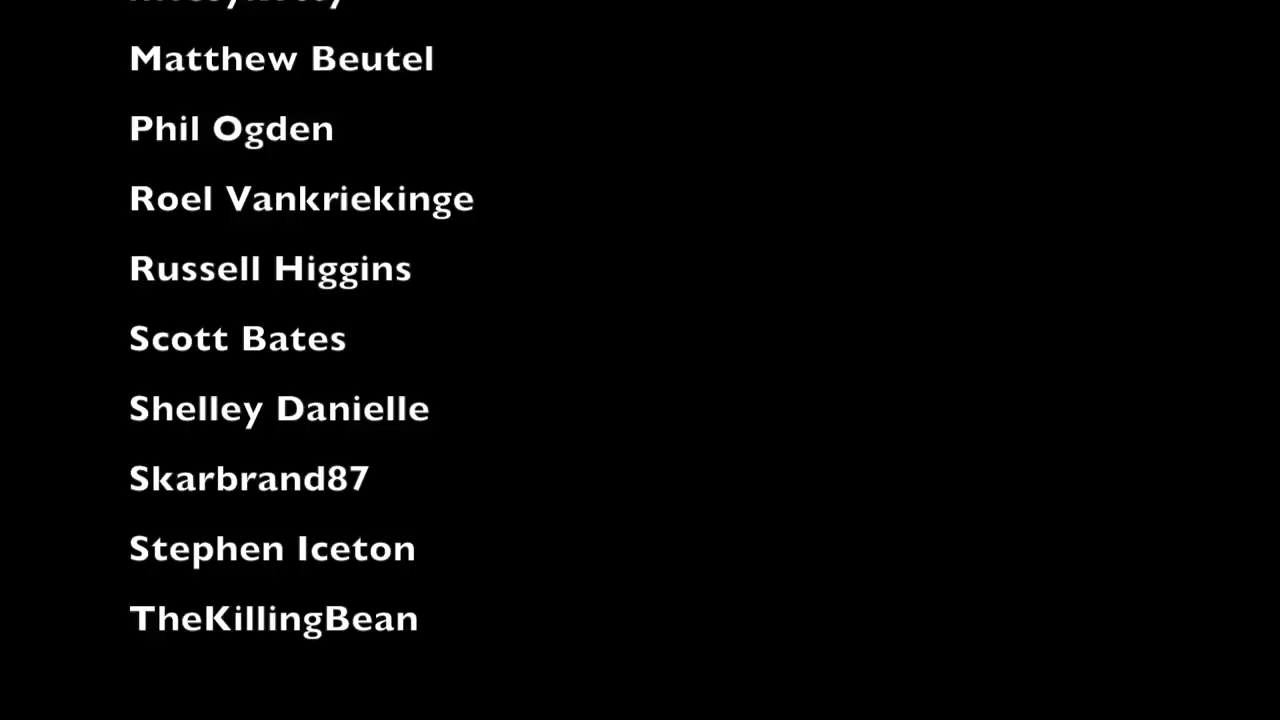 Matthew Beutel
Phil Ogden
Roel Vankriekinge
Russell Higgins
Scott Bates
Shelley Danielle
Skarbrand87
Stephen Iceton
TheKillingBean